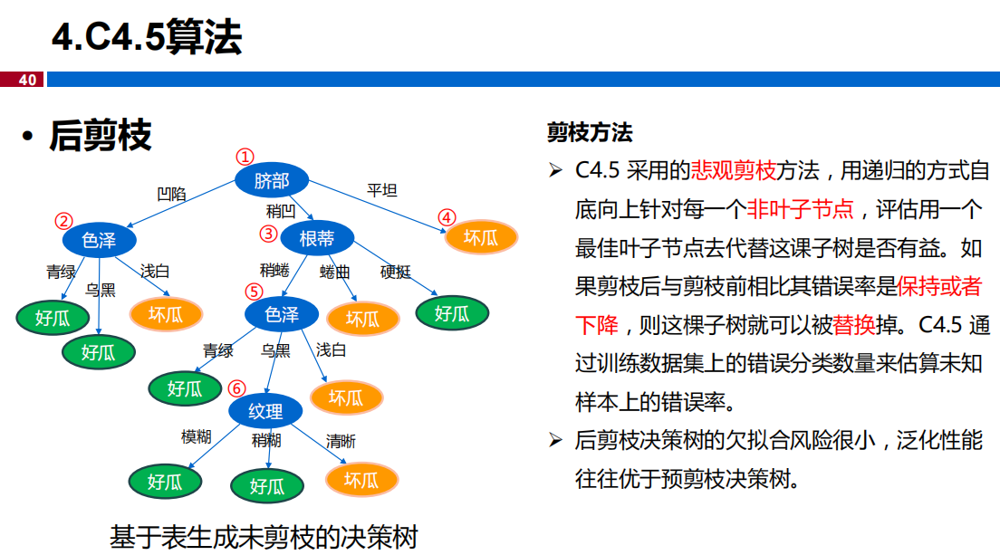 4.C4.5算法
40
• 后剪枝
①
脐部
凹陷
稍凹
平坦
②
色泽
③
根蒂
④
坏瓜
青绿
乌黑
浅白
稍蜷
蜷曲
硬挺
好瓜
好瓜
坏瓜
⑤
色泽
坏瓜
好瓜
青绿
乌黑
浅白
好瓜
⑥
纹理
坏瓜
模糊
稍糊
清晰
好瓜
好瓜
坏瓜
基于表生成未剪枝的决策树
剪枝方法
➢ C4.5 采用的悲观剪枝方法，用递归的方式自
底向上针对每一个非叶子节点，评估用一个
最佳叶子节点去代替这课子树是否有益。如
果剪枝后与剪枝前相比其错误率是保持或者
下降，则这棵子树就可以被替换掉。C4.5 通
过训练数据集上的错误分类数量来估算未知
样本上的错误率。
➢ 后剪枝决策树的欠拟合风险很小，泛化性能
往往优于预剪枝决策树。